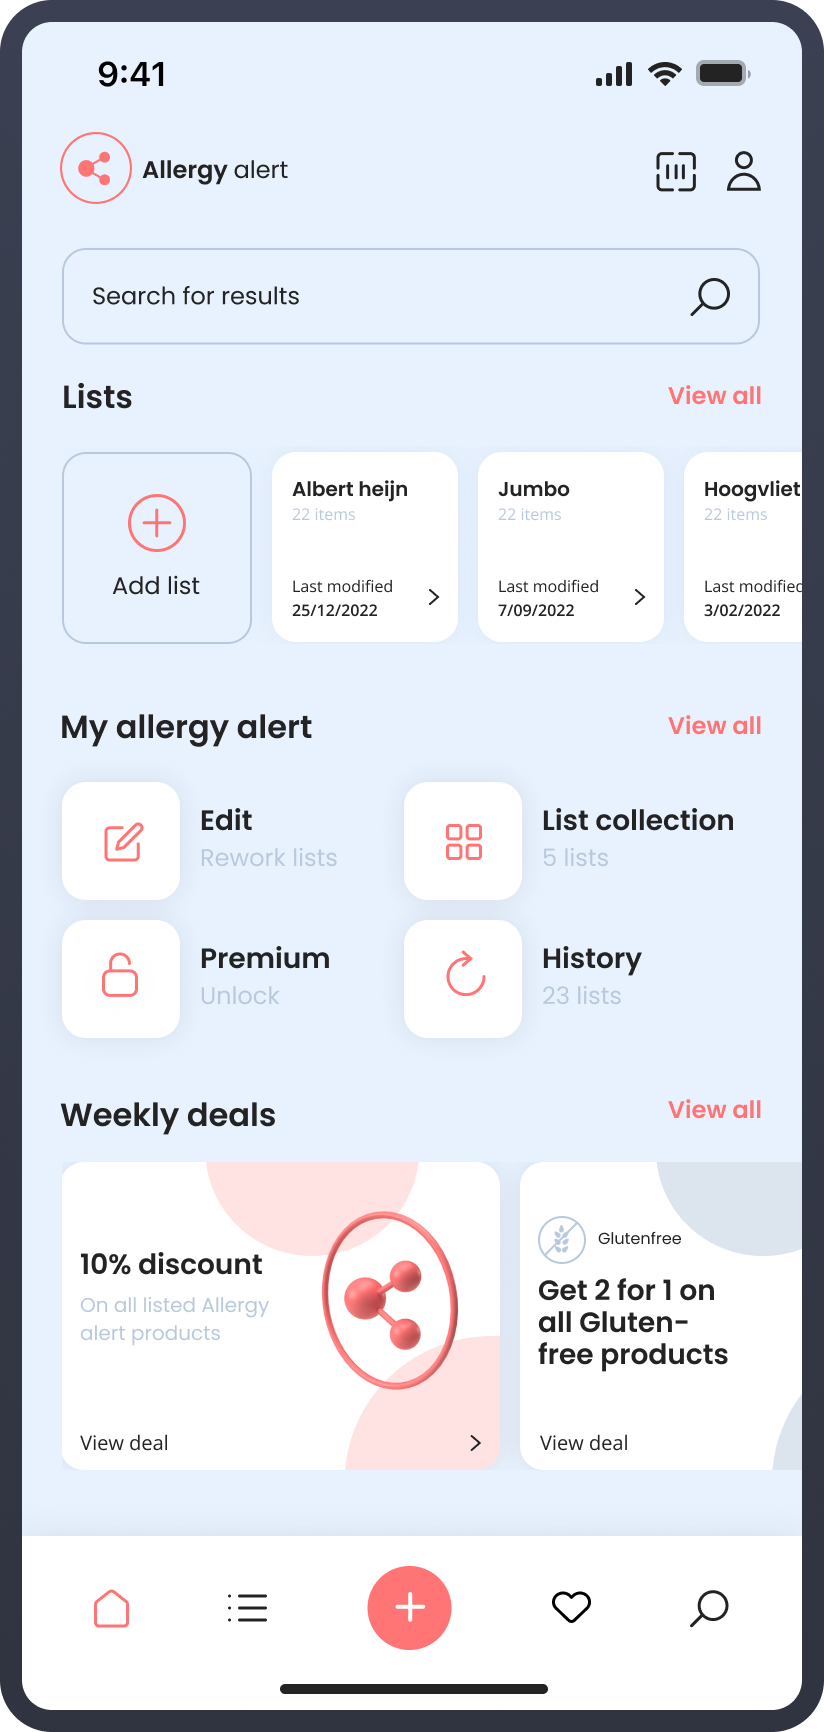 9:41
Allergy alert
Search for results
Lists
View all
Add list
Albert heijn
22 items
Last modified
25/12/2022
Jumbo
22 items
Last modified
7/09/2022
Hoogvliet
22 items
Last modified
3/02/2022
My allergy alert
View all
Edit
Rework lists
List collection
5 lists
Premium
Unlock
History
23 lists
Weekly deals
View all
10% discount
On all listed Allergy
alert products
View deal
Glutenfree
Get 2 for 1 on
all Gluten-
free products
View deal